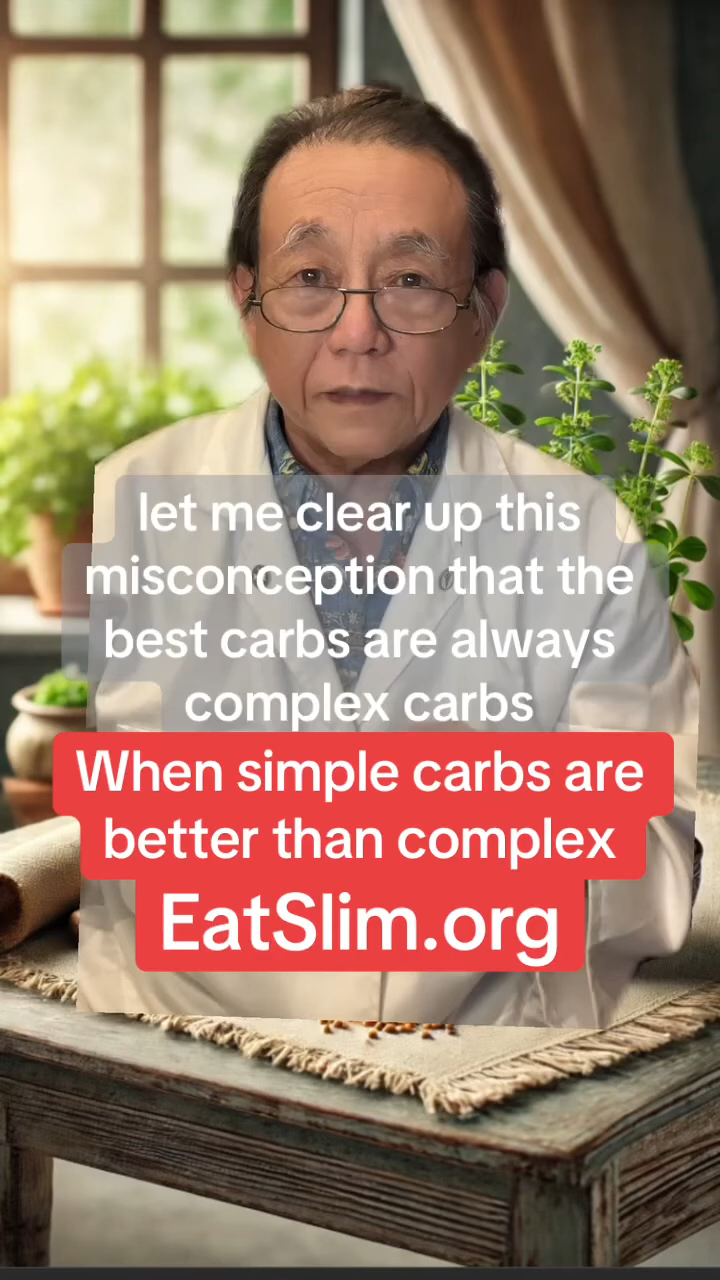 let me clear up this
misconception that the
best carbs are always
complex carbs
When simple carbs are
better than complex
EatSlim.org